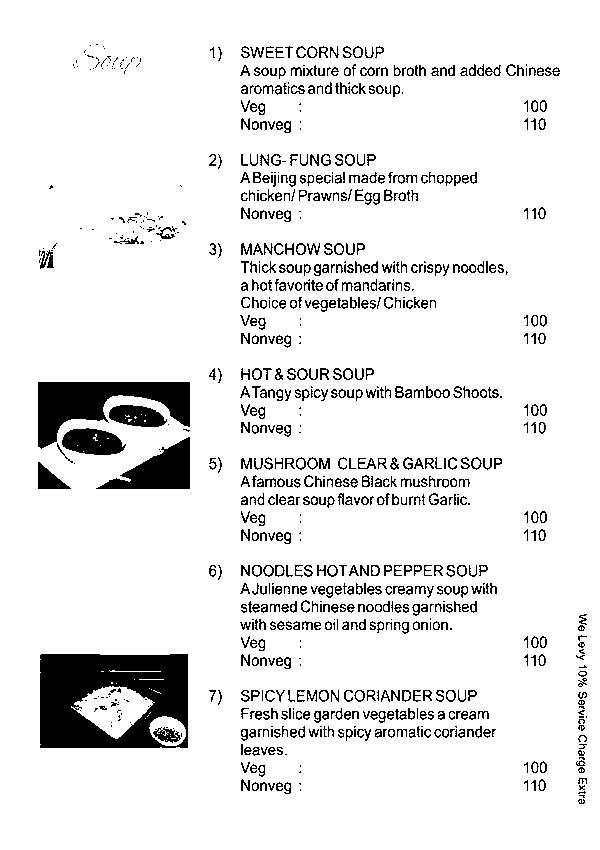 Soup
1) SWEET CORN SOUP
A soup mixture of corn broth and added Chinese
aromatics and thick soup.
Veg : 100
Nonveg : 110
2) LUNG- FUNG SOUP
A Beijing special made from chopped
chicken/ Prawns/ Egg Broth
Nonveg : 110
3) MANCHOW SOUP
Thick soup garnished with crispy noodles,
a hot favorite of mandarins.
Choice of vegetables/ Chicken
Veg : 100
Nonveg : 110
4) HOT & SOUR SOUP
A Tangy spicy soup with Bamboo Shoots.
Veg : 100
Nonveg : 110
5) MUSHROOM CLEAR & GARLIC SOUP
A famous Chinese Black mushroom
and clear soup flavor of burnt Garlic.
Veg : 100
Nonveg : 110
6) NOODLES HOT AND PEPPER SOUP
A Julienne vegetables creamy soup with
steamed Chinese noodles garnished
with sesame oil and spring onion.
Veg : 100
Nonveg : 110
7) SPICY LEMON CORIANDER SOUP
Fresh slice garden vegetables a cream
garnished with spicy aromatic coriander
leaves.
Veg : 100
Nonveg : 110
We Levy 10% Service Charge Extra